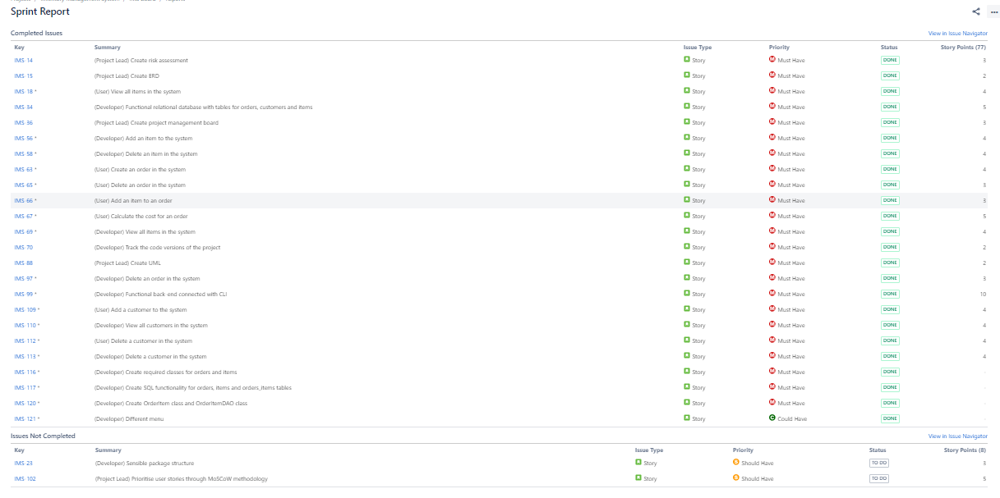 Sprint Report
Completed Issues View in Issue Navigator
Key Summary Issue Type Priority Status Story Points (77)
IMS-14 (Project Lead) Create risk assessment Story Must Have DONE 3
IMS-15 (Project Lead) Create ERD Story Must Have DONE 2
IMS-18 * (User) View all items in the system Story Must Have DONE 4
IMS-34 (Developer) Functional relational database with tables for orders, customers and items Story Must Have DONE 5
IMS-36 (Project Lead) Create project management board Story Must Have DONE 3
IMS-56 * (Developer) Add an item to the system Story Must Have DONE 4
IMS-58 * (Developer) Delete an item in the system Story Must Have DONE 4
IMS-63 * (User) Create an order in the system Story Must Have DONE 4
IMS-65 * (User) Delete an order in the system Story Must Have DONE 3
IMS-66 * (User) Add an item to an order Story Must Have DONE 3
IMS-67 * (User) Calculate the cost for an order Story Must Have DONE 5
IMS-69 * (Developer) View all items in the system Story Must Have DONE 4
IMS-70 (Developer) Track the code versions of the project Story Must Have DONE 2
IMS-88 (Project Lead) Create UML Story Must Have DONE 2
IMS-97 * (Developer) Delete an order in the system Story Must Have DONE 3
IMS-99 * (Developer) Functional back-end connected with CLI Story Must Have DONE 10
IMS-109 * (User) Add a customer to the system Story Must Have DONE 4
IMS-110 * (Developer) View all customers in the system Story Must Have DONE 4
IMS-112 * (User) Delete a customer in the system Story Must Have DONE 4
IMS-113 * (Developer) Delete a customer in the system Story Must Have DONE 4
IMS-116 * (Developer) Create required classes for orders and items Story Must Have DONE -
IMS-117 * (Developer) Create SQL functionality for orders, items and orders_items tables Story Must Have DONE -
IMS-120 * (Developer) Create OrderItem class and OrderItemDAO class Story Must Have DONE -
IMS-121 * (Developer) Different menu Story Could Have DONE -
Issues Not Completed View in Issue Navigator
Key Summary Issue Type Priority Status Story Points (8)
IMS-23 (Developer) Sensible package structure Story Should Have TO DO 3
IMS-102 (Project Lead) Prioritise user stories through MoSCoW methodology Story Should Have TO DO 5